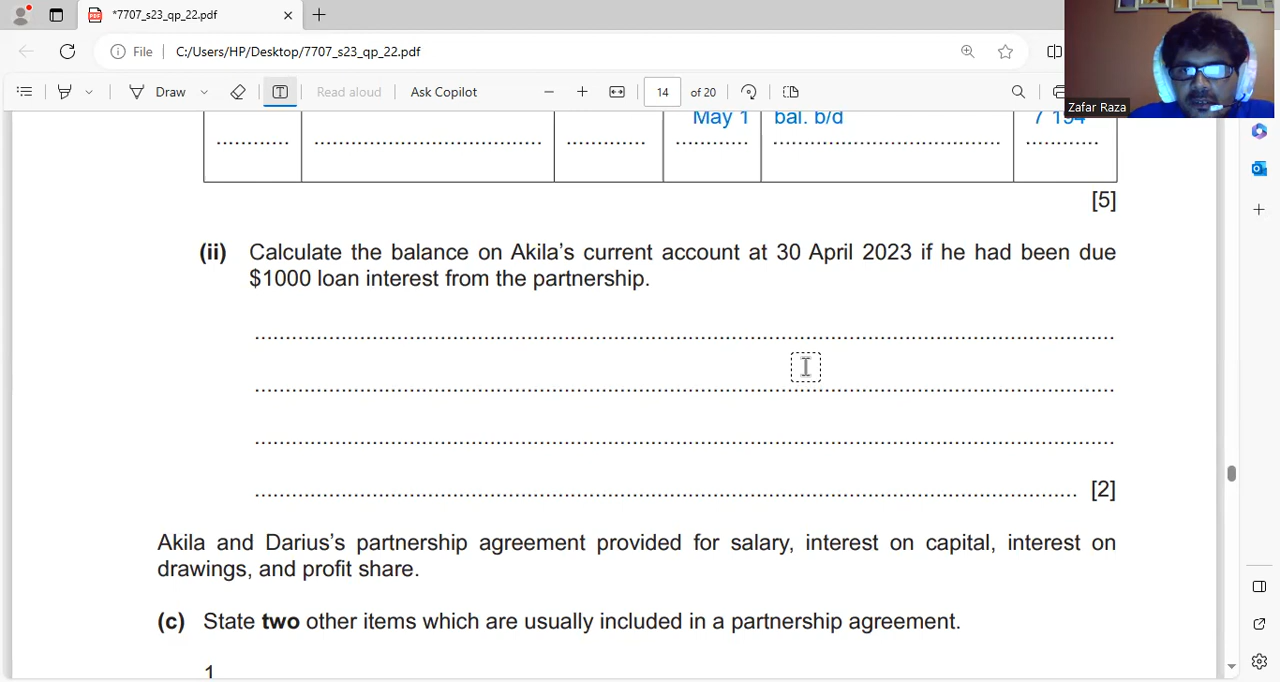 *7707_s23_qp_22.pdf
File
C:/Users/HP/Desktop/7707_s23_qp_22.pdf
Draw
Read aloud
Ask Copilot
14
of 20
Zafar Raza
May 1
bal. b/d
7 194
[5]
(ii) Calculate the balance on Akila's current account at 30 April 2023 if he had been due
$1000 loan interest from the partnership.
[2]
Akila and Darius's partnership agreement provided for salary, interest on capital, interest on
drawings, and profit share.
(c) State two other items which are usually included in a partnership agreement.
1